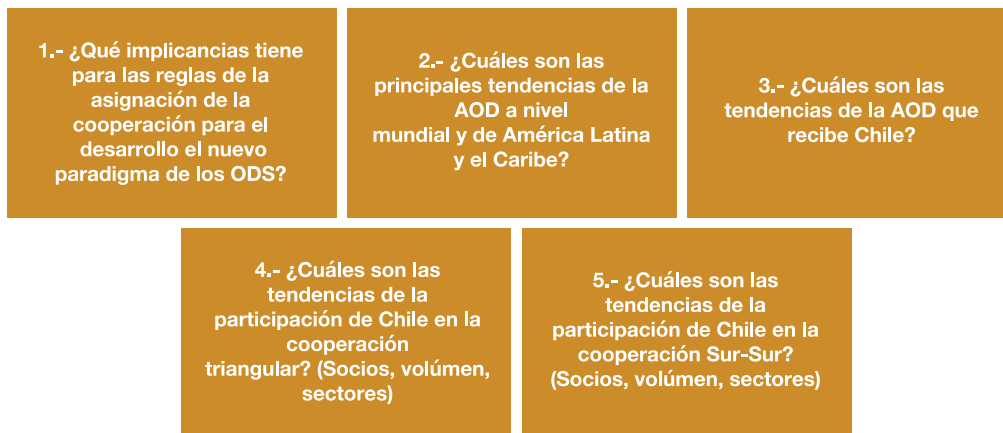 1.- ¿Qué implicancias tiene
para las reglas de la
asignación de la
cooperación para el
desarrollo el nuevo
paradigma de los ODS?
2.- ¿Cuáles son las
principales tendencias de la
AOD a nivel
mundial y de América Latina
y el Caribe?
3.- ¿Cuáles son las
tendencias de la AOD que
recibe Chile?
4.- ¿Cuáles son las
tendencias de la
participación de Chile en la
cooperación
triangular? (Socios, volúmen,
sectores)
5.- ¿Cuáles son las
tendencias de la
participación de Chile en la
cooperación Sur-Sur?
(Socios, volúmen, sectores)